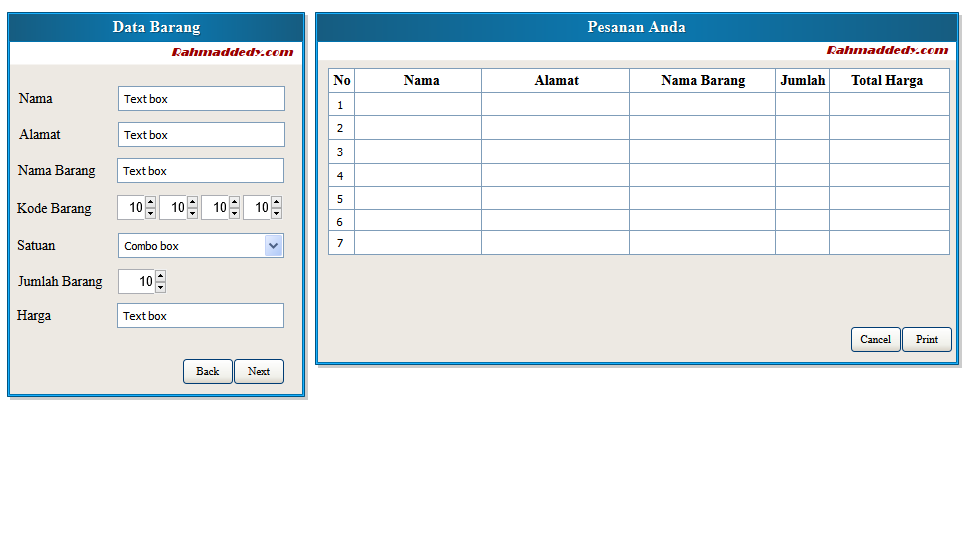 Data Barang
Rahmaddeds.com
Nama Text box
Alamat Text box
Nama Barang Text box
Kode Barang 10 10 10 10
Satuan Combo box
Jumlah Barang 10
Harga Text box
Back Next
Pesanan Anda
Rahmaddeds.com
No Nama Alamat Nama Barang Jumlah Total Harga
1
2
3
4
5
6
7
Cancel Print